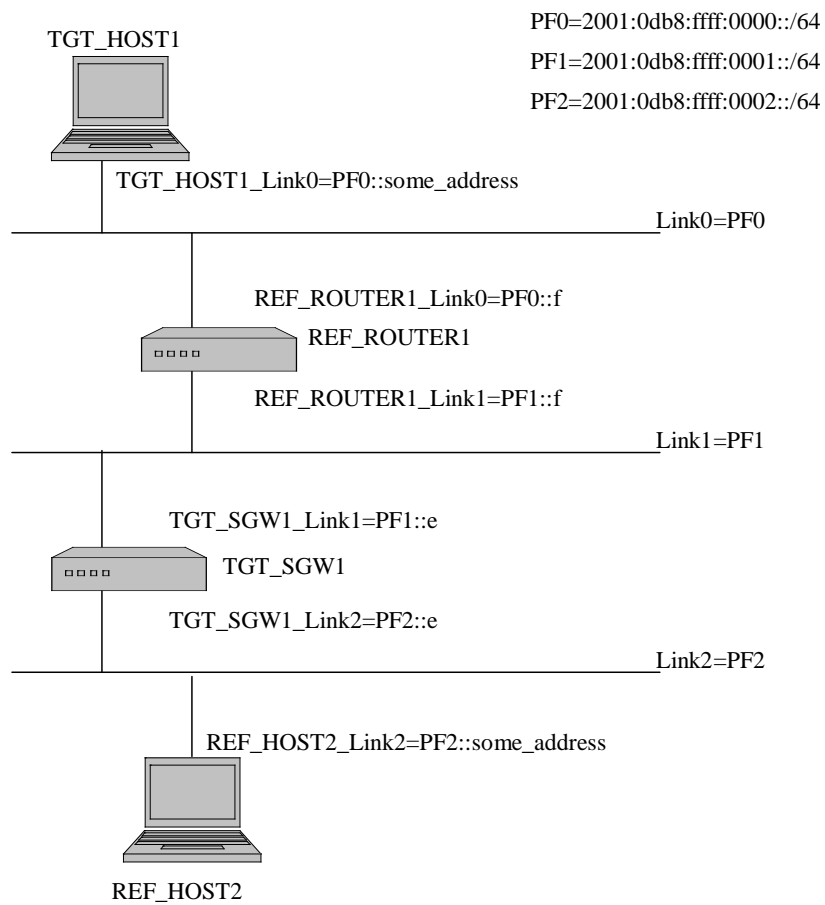 PF0=2001:0db8:ffff:0000::/64
TGT_HOST1
PF1=2001:0db8:ffff:0001::/64
PF2=2001:0db8:ffff:0002::/64
TGT_HOST1_Link0=PF0::some_address
Link0=PF0
REF_ROUTER1_Link0=PF0::f
REF_ROUTER1
REF_ROUTER1_Link1=PF1::f
Link1=PF1
TGT_SGW1_Link1=PF1::e
TGT_SGW1
TGT_SGW1_Link2=PF2::e
Link2=PF2
REF_HOST2_Link2=PF2::some_address
REF_HOST2